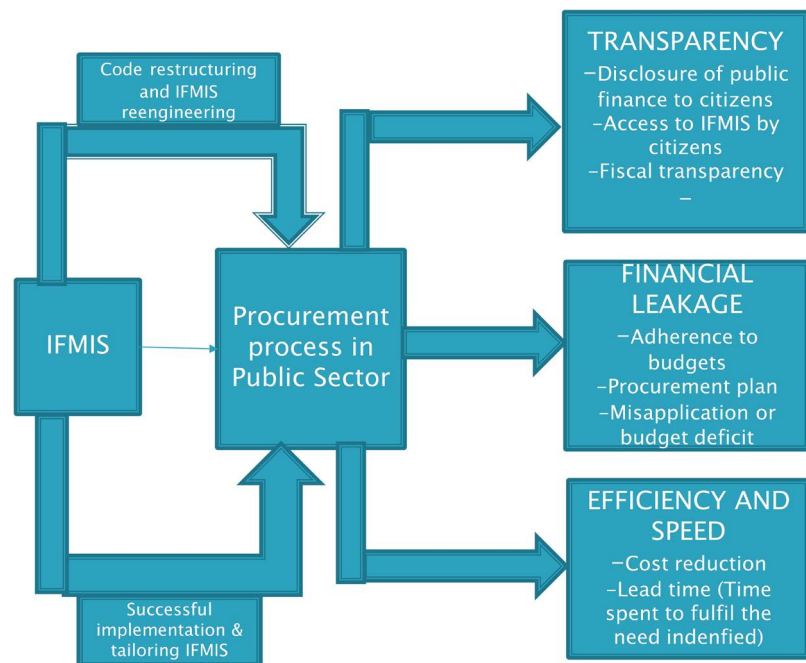 Code restructuring
and IFMIS
reengineering
IFMIS
Successful
implementation &
tailoring IFMIS
Procurement
process in
Public Sector
TRANSPARENCY
–Disclosure of public
finance to citizens
–Access to IFMIS by
citizens
–Fiscal transparency
–
FINANCIAL
LEAKAGE
–Adherence to
budgets
–Procurement plan
–Misapplication or
budget deficit
EFFICIENCY AND
SPEED
–Cost reduction
–Lead time (Time
spent to fulfil the
need indenfied)